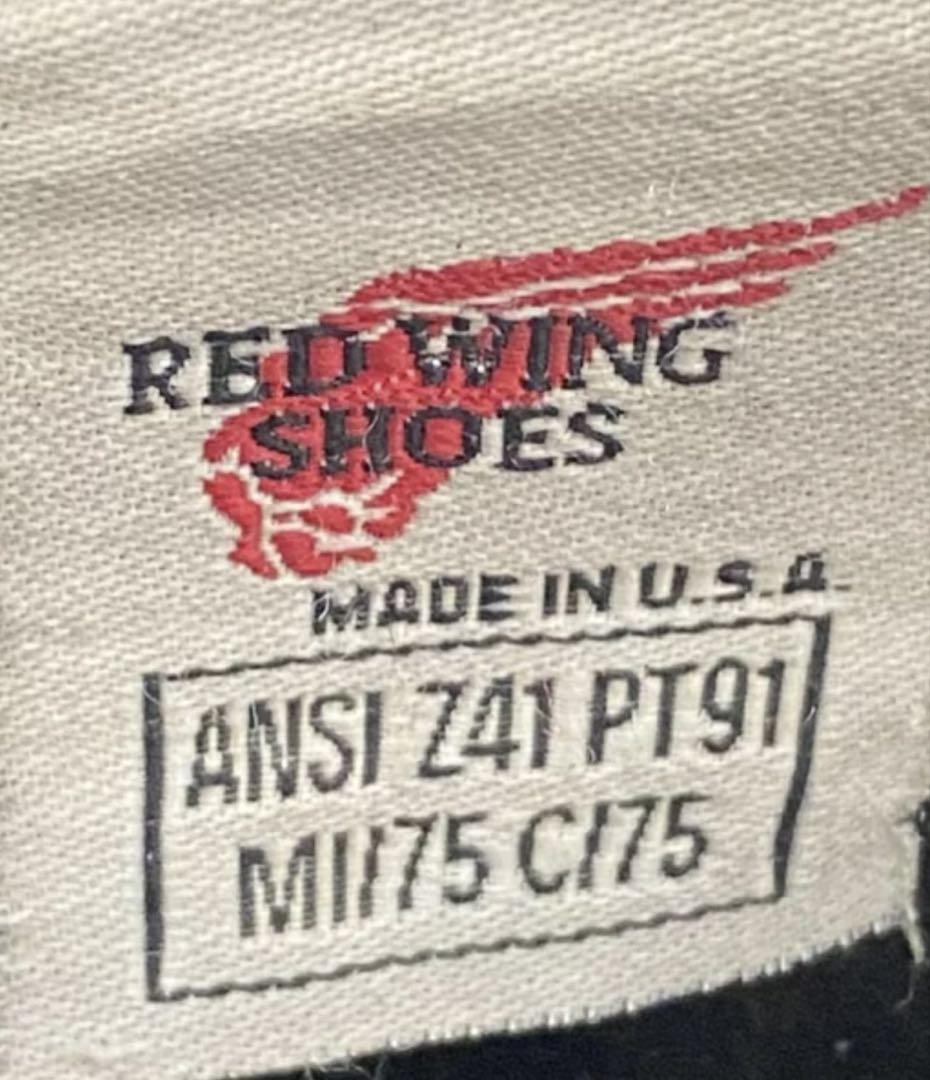 RED WING
SHOES
MADE IN U.S.A.
ANSI Z41 PT91
MI/75 C/75